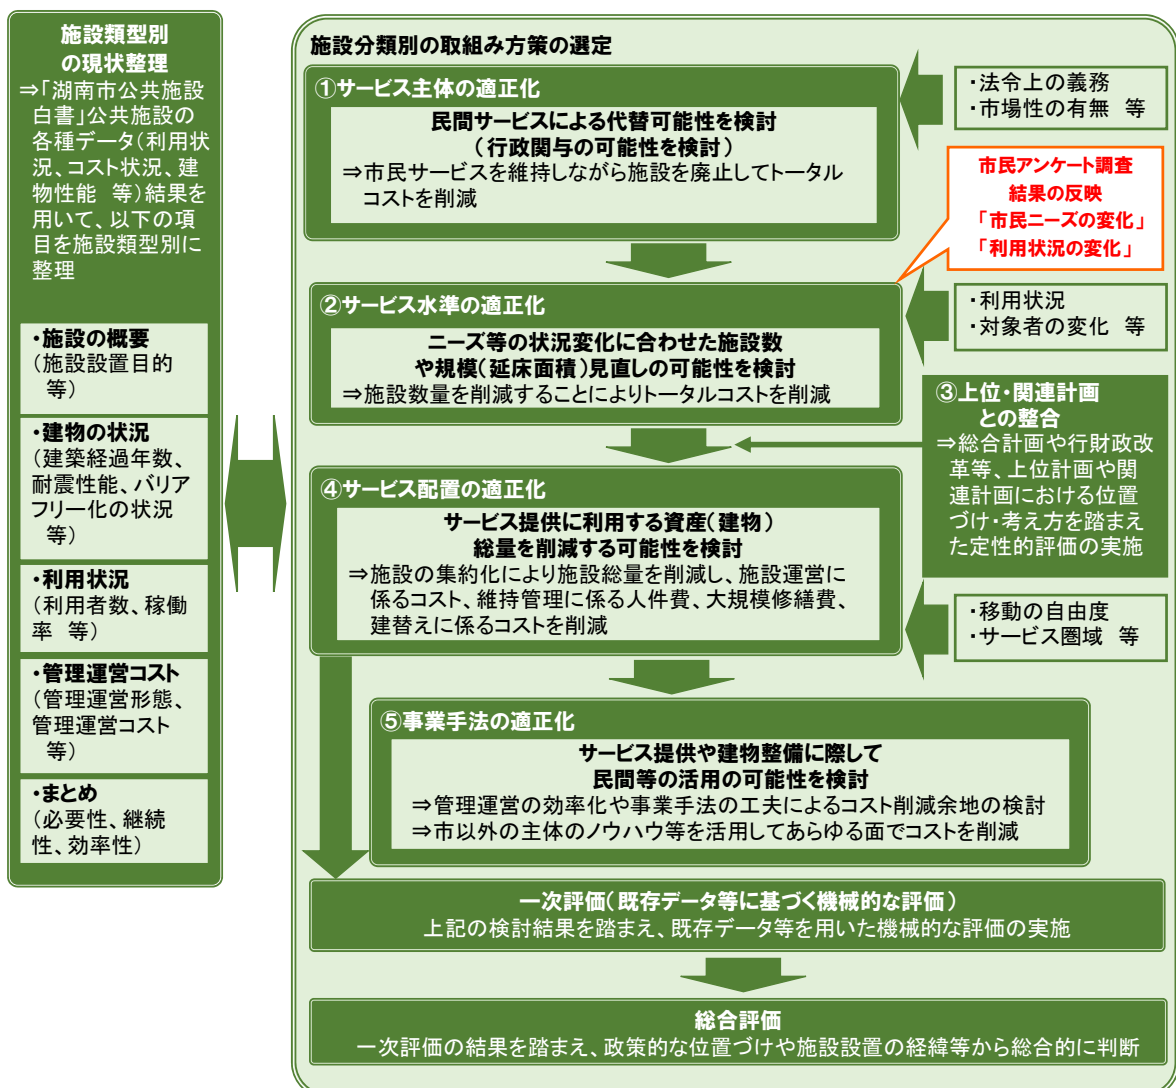 施設類型別
の現状整理
⇒「湖南市公共施設
白書」公共施設の
各種データ（利用状
況、コスト状況、建
物性能　等）結果を
用いて、以下の項
目を施設類型別に
整理
・施設の概要
（施設設置目的
等）
・建物の状況
（建築経過年数、
耐震性能、バリア
フリー化の状況
等）
・利用状況
（利用者数、稼働
率　等）
・管理運営コスト
（管理運営形態、
管理運営コスト
等）
・まとめ
（必要性、継続
性、効率性）
施設分類別の取組み方策の選定
①サービス主体の適正化
民間サービスによる代替可能性を検討
（行政関与の可能性を検討）
⇒市民サービスを維持しながら施設を廃止してトータル
コストを削減
・法令上の義務
・市場性の有無　等
市民アンケート調査
結果の反映
「市民ニーズの変化」
「利用状況の変化」
②サービス水準の適正化
ニーズ等の状況変化に合わせた施設数
や規模（延床面積）見直しの可能性を検討
⇒施設数量を削減することによりトータルコストを削減
・利用状況
・対象者の変化　等
③上位・関連計画
との整合
⇒総合計画や行財政改
革等、上位計画や関
連計画における位置
づけ・考え方を踏まえ
た定性的評価の実施
④サービス配置の適正化
サービス提供に利用する資産（建物）
総量を削減する可能性を検討
⇒施設の集約化により施設総量を削減し、施設運営に
係るコスト、維持管理に係る人件費、大規模修繕費、
建替えに係るコストを削減
・移動の自由度
・サービス圏域　等
⑤事業手法の適正化
サービス提供や建物整備に際して
民間等の活用の可能性を検討
⇒管理運営の効率化や事業手法の工夫によるコスト削減余地の検討
⇒市以外の主体のノウハウ等を活用してあらゆる面でコストを削減
一次評価（既存データ等に基づく機械的な評価）
上記の検討結果を踏まえ、既存データ等を用いた機械的な評価の実施
総合評価
一次評価の結果を踏まえ、政策的な位置づけや施設設置の経緯等から総合的に判断